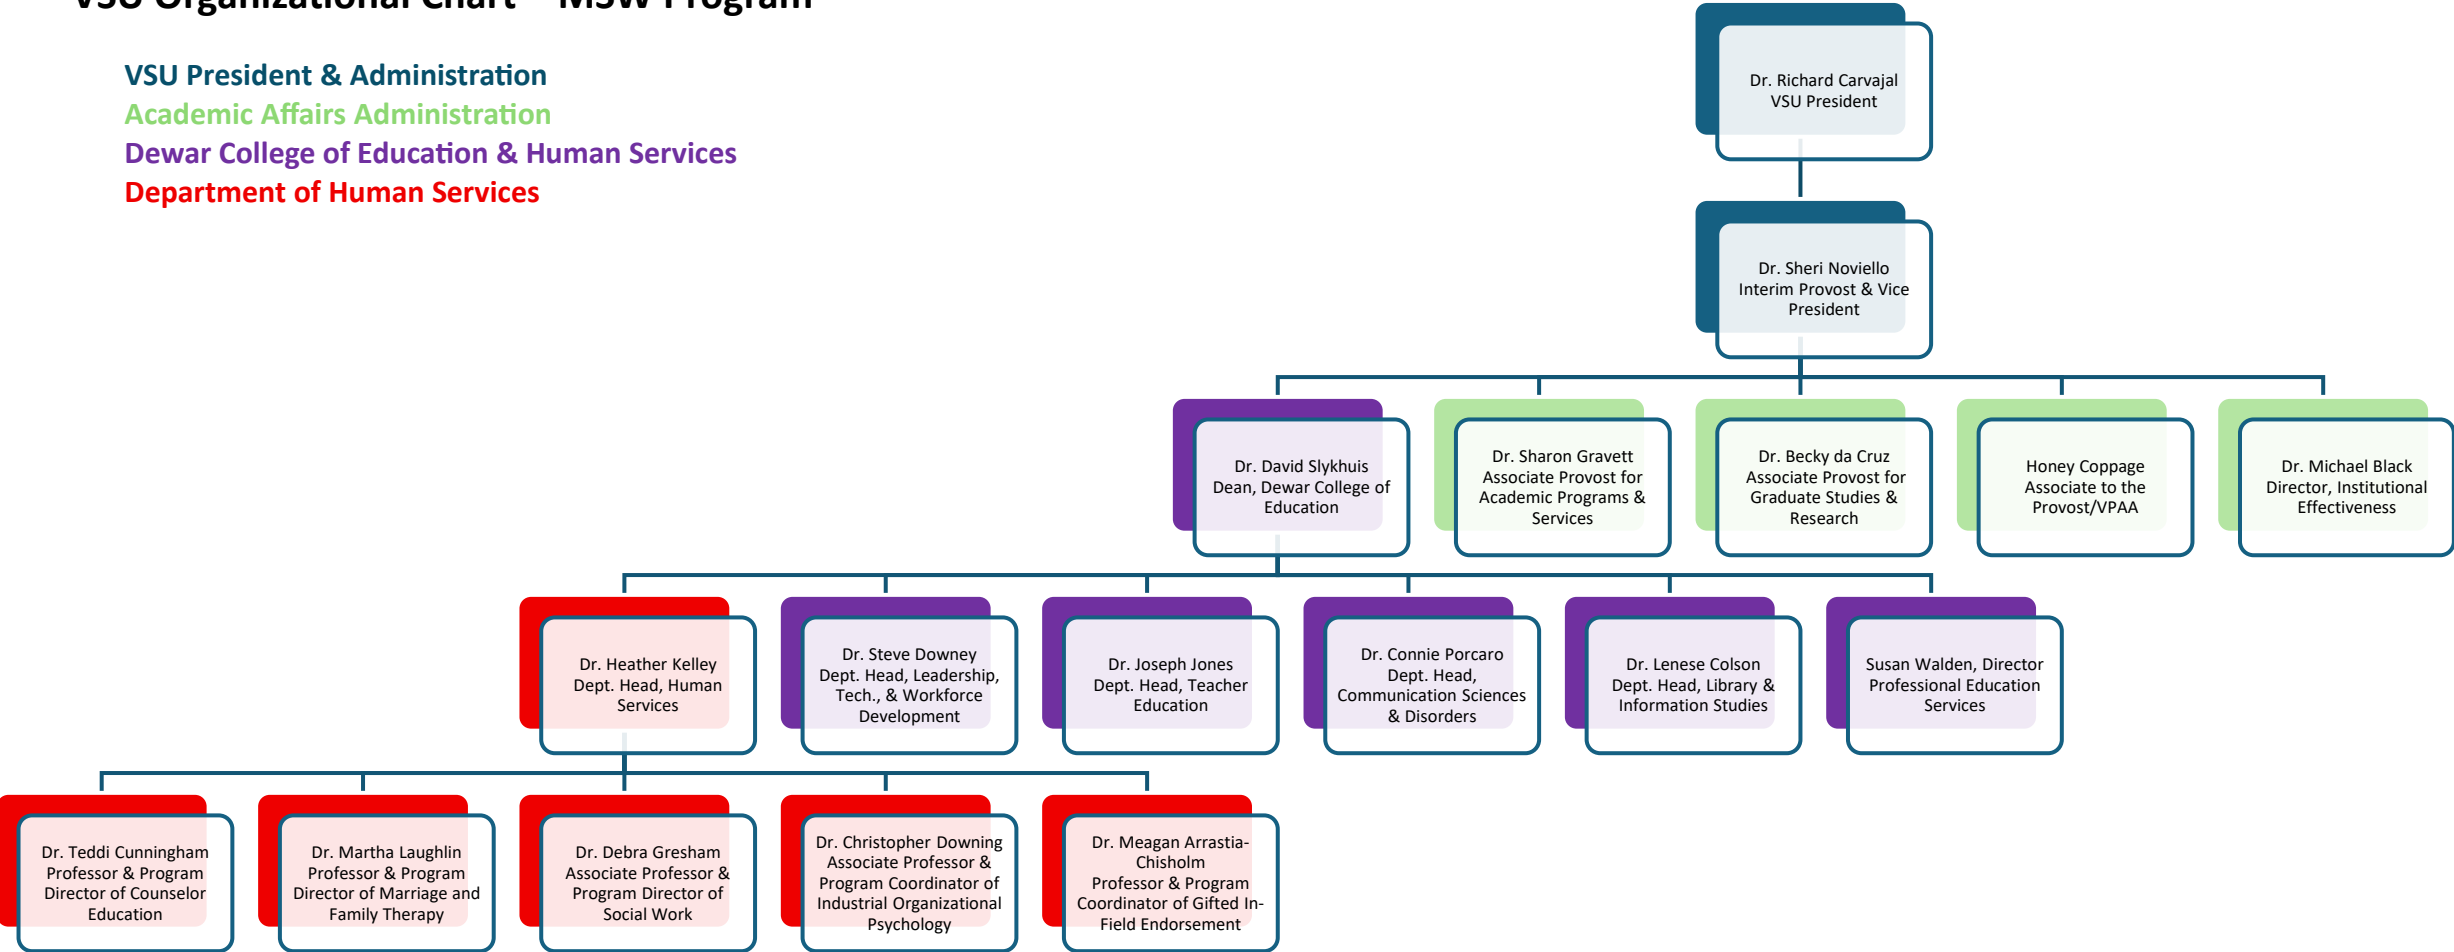 VSU Organizational Chart – MSW Program
VSU President & Administration
Academic Affairs Administration
Dewar College of Education & Human Services
Department of Human Services
Dr. Richard Carvajal
VSU President
Dr. Sheri Noviello
Interim Provost & Vice
President
Dr. David Slykhuis
Dean, Dewar College of
Education
Dr. Sharon Gravett
Associate Provost for
Academic Programs &
Services
Dr. Becky da Cruz
Associate Provost for
Graduate Studies &
Research
Honey Coppage
Associate to the
Provost/VPAA
Dr. Michael Black
Director, Institutional
Effectiveness
Dr. Heather Kelley
Dept. Head, Human
Services
Dr. Steve Downey
Dept. Head, Leadership,
Tech., & Workforce
Development
Dr. Joseph Jones
Dept. Head, Teacher
Education
Dr. Connie Porcaro
Dept. Head,
Communication Sciences
& Disorders
Dr. Lenese Colson
Dept. Head, Library &
Information Studies
Susan Walden, Director
Professional Education
Services
Dr. Teddi Cunningham
Professor & Program
Director of Counselor
Education
Dr. Martha Laughlin
Professor & Program
Director of Marriage and
Family Therapy
Dr. Debra Gresham
Associate Professor &
Program Director of
Social Work
Dr. Christopher Downing
Associate Professor &
Program Coordinator of
Industrial Organizational
Psychology
Dr. Meagan Arrastia-
Chisholm
Professor & Program
Coordinator of Gifted In-
Field Endorsement